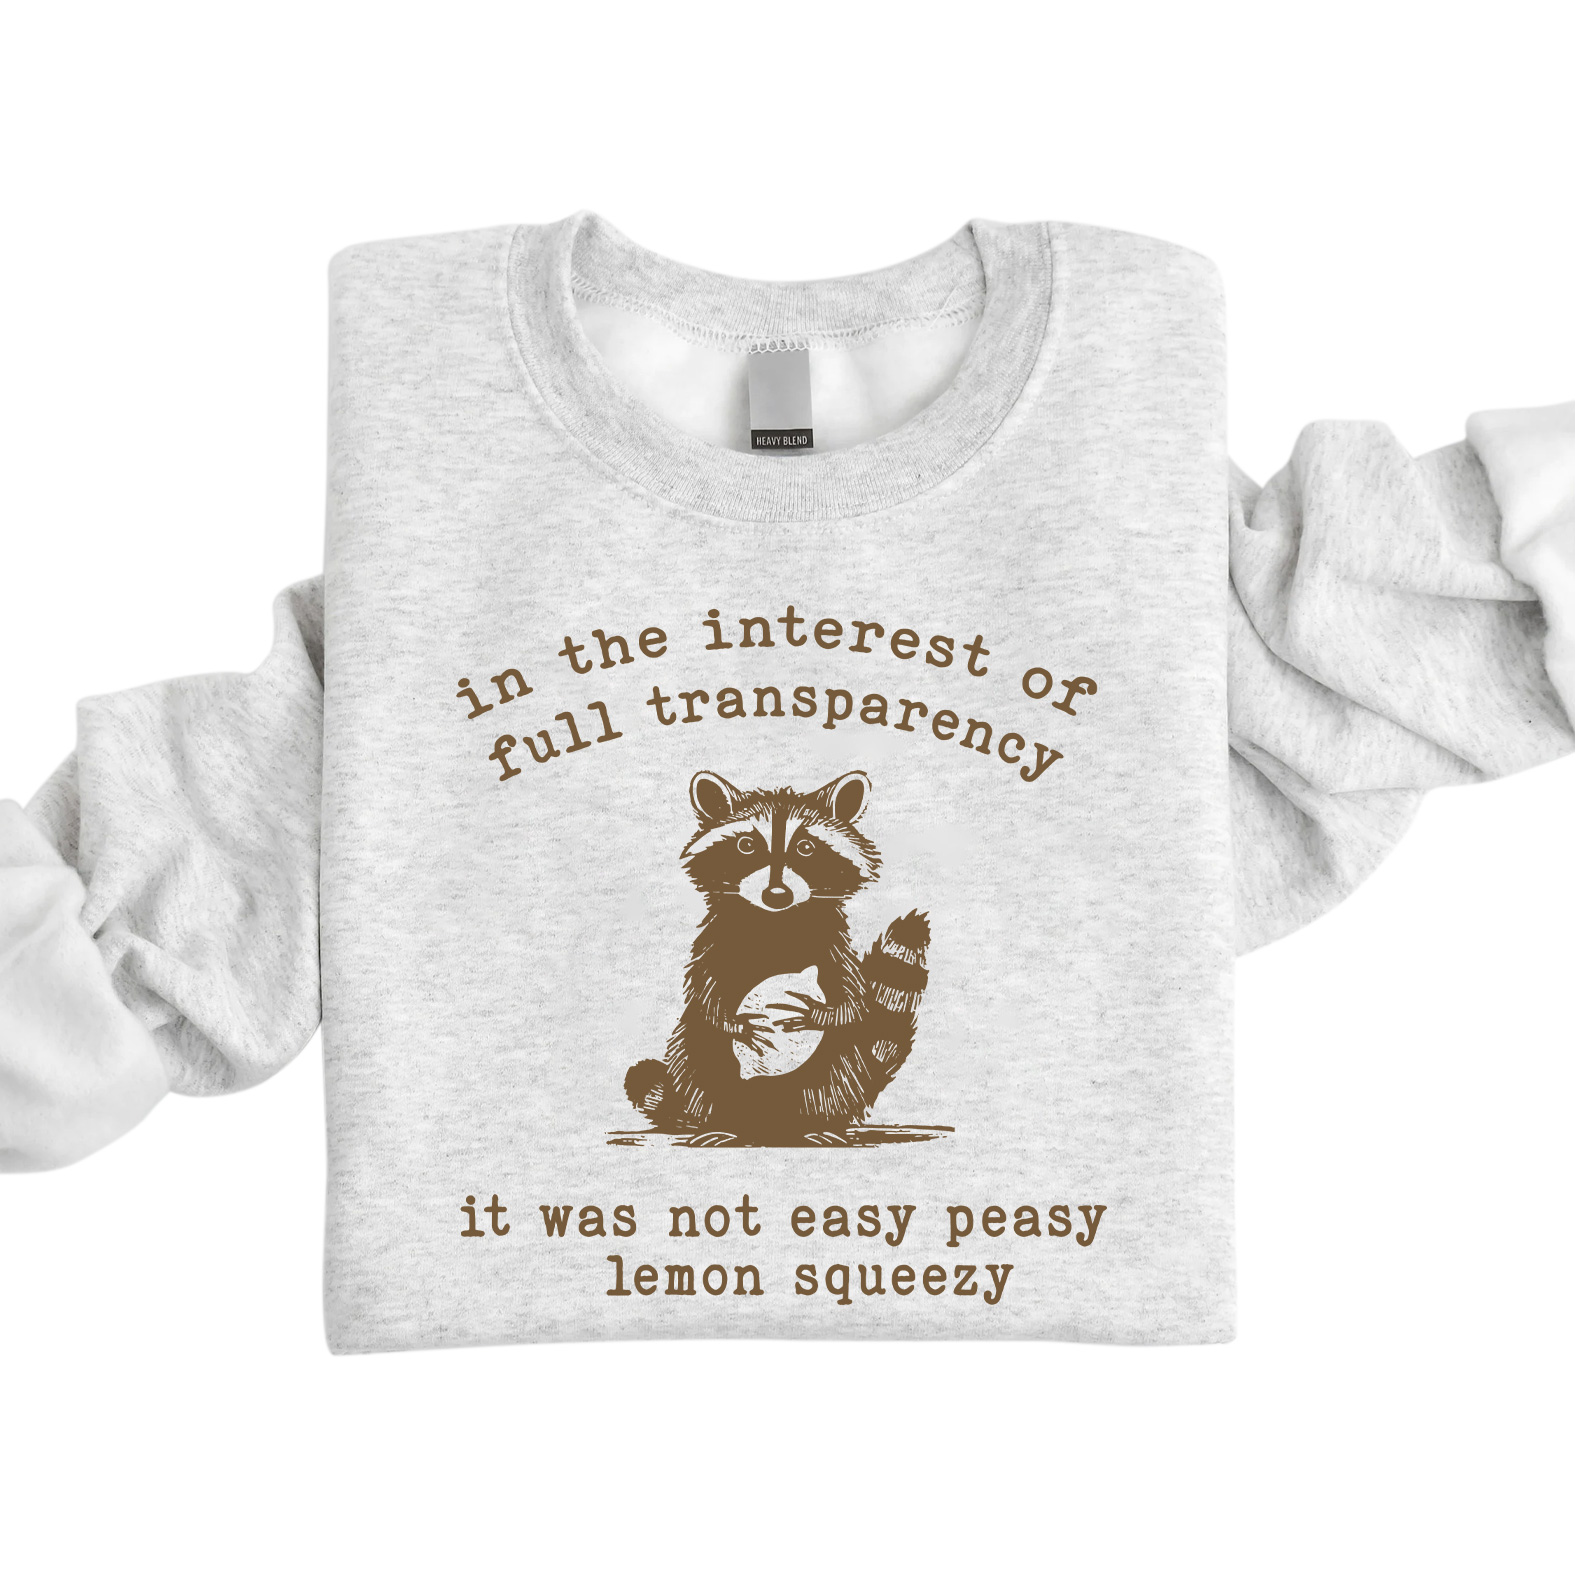 HEAVY BLEND
in the interest of
full transparency
it was not easy peasy
lemon squeezy